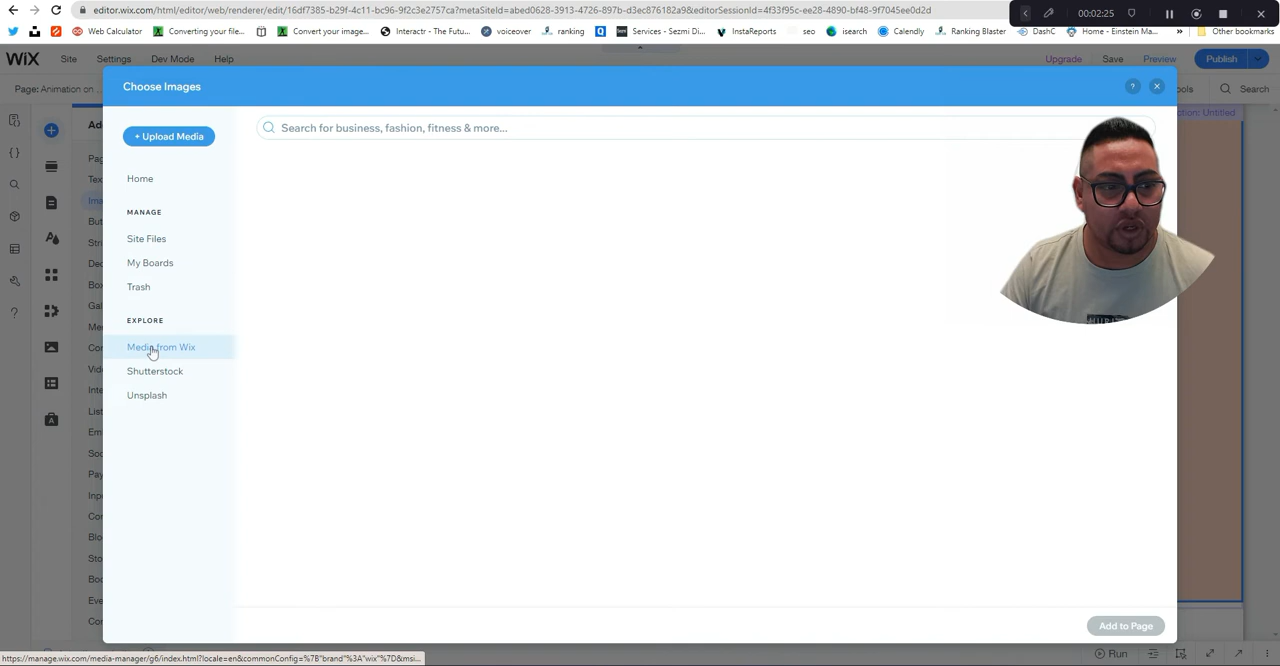 editor.wix.com/html/editor/web/renderer/edit/16df7385-b29f-4c11-bc96-9f2c3e2757ca?metaSiteId=abed0628-3913-4726-897b-d3ec876182a9&editorSessionId=4f33f95c-ee28-4890-bf48-9f7045ee0d2d
00:02:25
Web Calculator
Converting your file...
Convert your image...
Interactr - The Futu...
voiceover
ranking
Services - Sezmi Di...
InstaReports
seo
isearch
Calendly
Ranking Blaster
DashC
Home - Einstein Ma...
»
Other bookmarks
WiX
Site
Settings
Dev Mode
Help
Upgrade
Save
Preview
Publish
Page: Animation on ...
Search
Choose Images
?
+ Upload Media
Search for business, fashion, fitness & more...
Home
MANAGE
Site Files
My Boards
Trash
EXPLORE
Media from Wix
Shutterstock
Unsplash
Add to Page
Run
https://manage.wix.com/media-manager/g6/index.html?locale=en&commonConfig=%7B"brand"%3A"wix"%7D&msi...